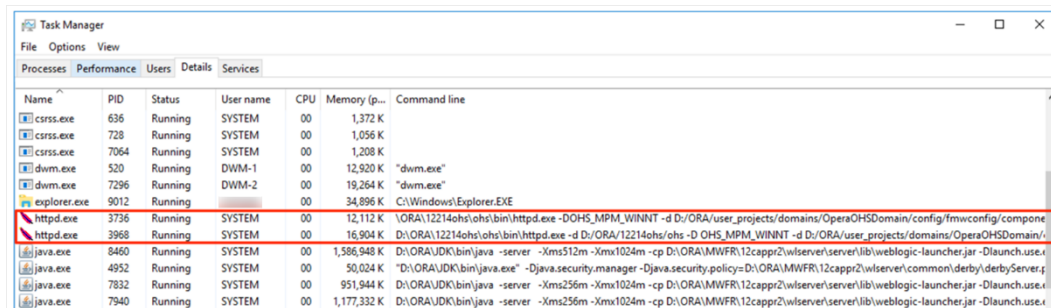 Task Manager
File Options View
Processes Performance Users Details Services
Name PID Status User name CPU Memory (p... Command line
csrss.exe 636 Running SYSTEM 00 1,372 K
csrss.exe 728 Running SYSTEM 00 1,056 K
csrss.exe 7064 Running SYSTEM 00 1,208 K
dwm.exe 520 Running DWM-1 00 12,920 K "dwm.exe"
dwm.exe 7296 Running DWM-2 00 19,264 K "dwm.exe"
explorer.exe 9012 Running 00 34,896 K C:\Windows\Explorer.EXE
httpd.exe 3736 Running SYSTEM 00 12,112 K \ORA\12214ohs\ohs\bin\httpd.exe -DOHS_MPM_WINNT -d D:/ORA/user_projects/domains/OperaOHSDomain/config/fmwconfig/compone
httpd.exe 3968 Running SYSTEM 00 16,904 K D:\ORA\12214ohs\ohs\bin\httpd.exe -d D:/ORA/12214ohs/ohs -D OHS_MPM_WINNT -d D:/ORA/user_projects/domains/OperaOHSDomain/
java.exe 8460 Running SYSTEM 00 1,586,948 K D:\ORA\JDK\bin\java -server -Xms512m -Xmx1024m -cp D:\ORA\MWFR\12cappr2\wlserver\server\lib\weblogic-launcher.jar -Dlaunch.use.e
java.exe 4952 Running SYSTEM 00 50,024 K "D:\ORA\JDK\bin\java.exe" -Djava.security.manager -Djava.security.policy=D:\ORA\MWFR\12cappr2\wlserver\common\derby\derbyServer.p
java.exe 7832 Running SYSTEM 00 951,944 K D:\ORA\JDK\bin\java -server -Xms256m -Xmx1024m -cp D:\ORA\MWFR\12cappr2\wlserver\server\lib\weblogic-launcher.jar -Dlaunch.use.e
java.exe 7940 Running SYSTEM 00 1,177,332 K D:\ORA\JDK\bin\java -server -Xms256m -Xmx1024m -cp D:\ORA\MWFR\12cappr2\wlserver\server\lib\weblogic-launcher.jar -Dlaunch.use.e